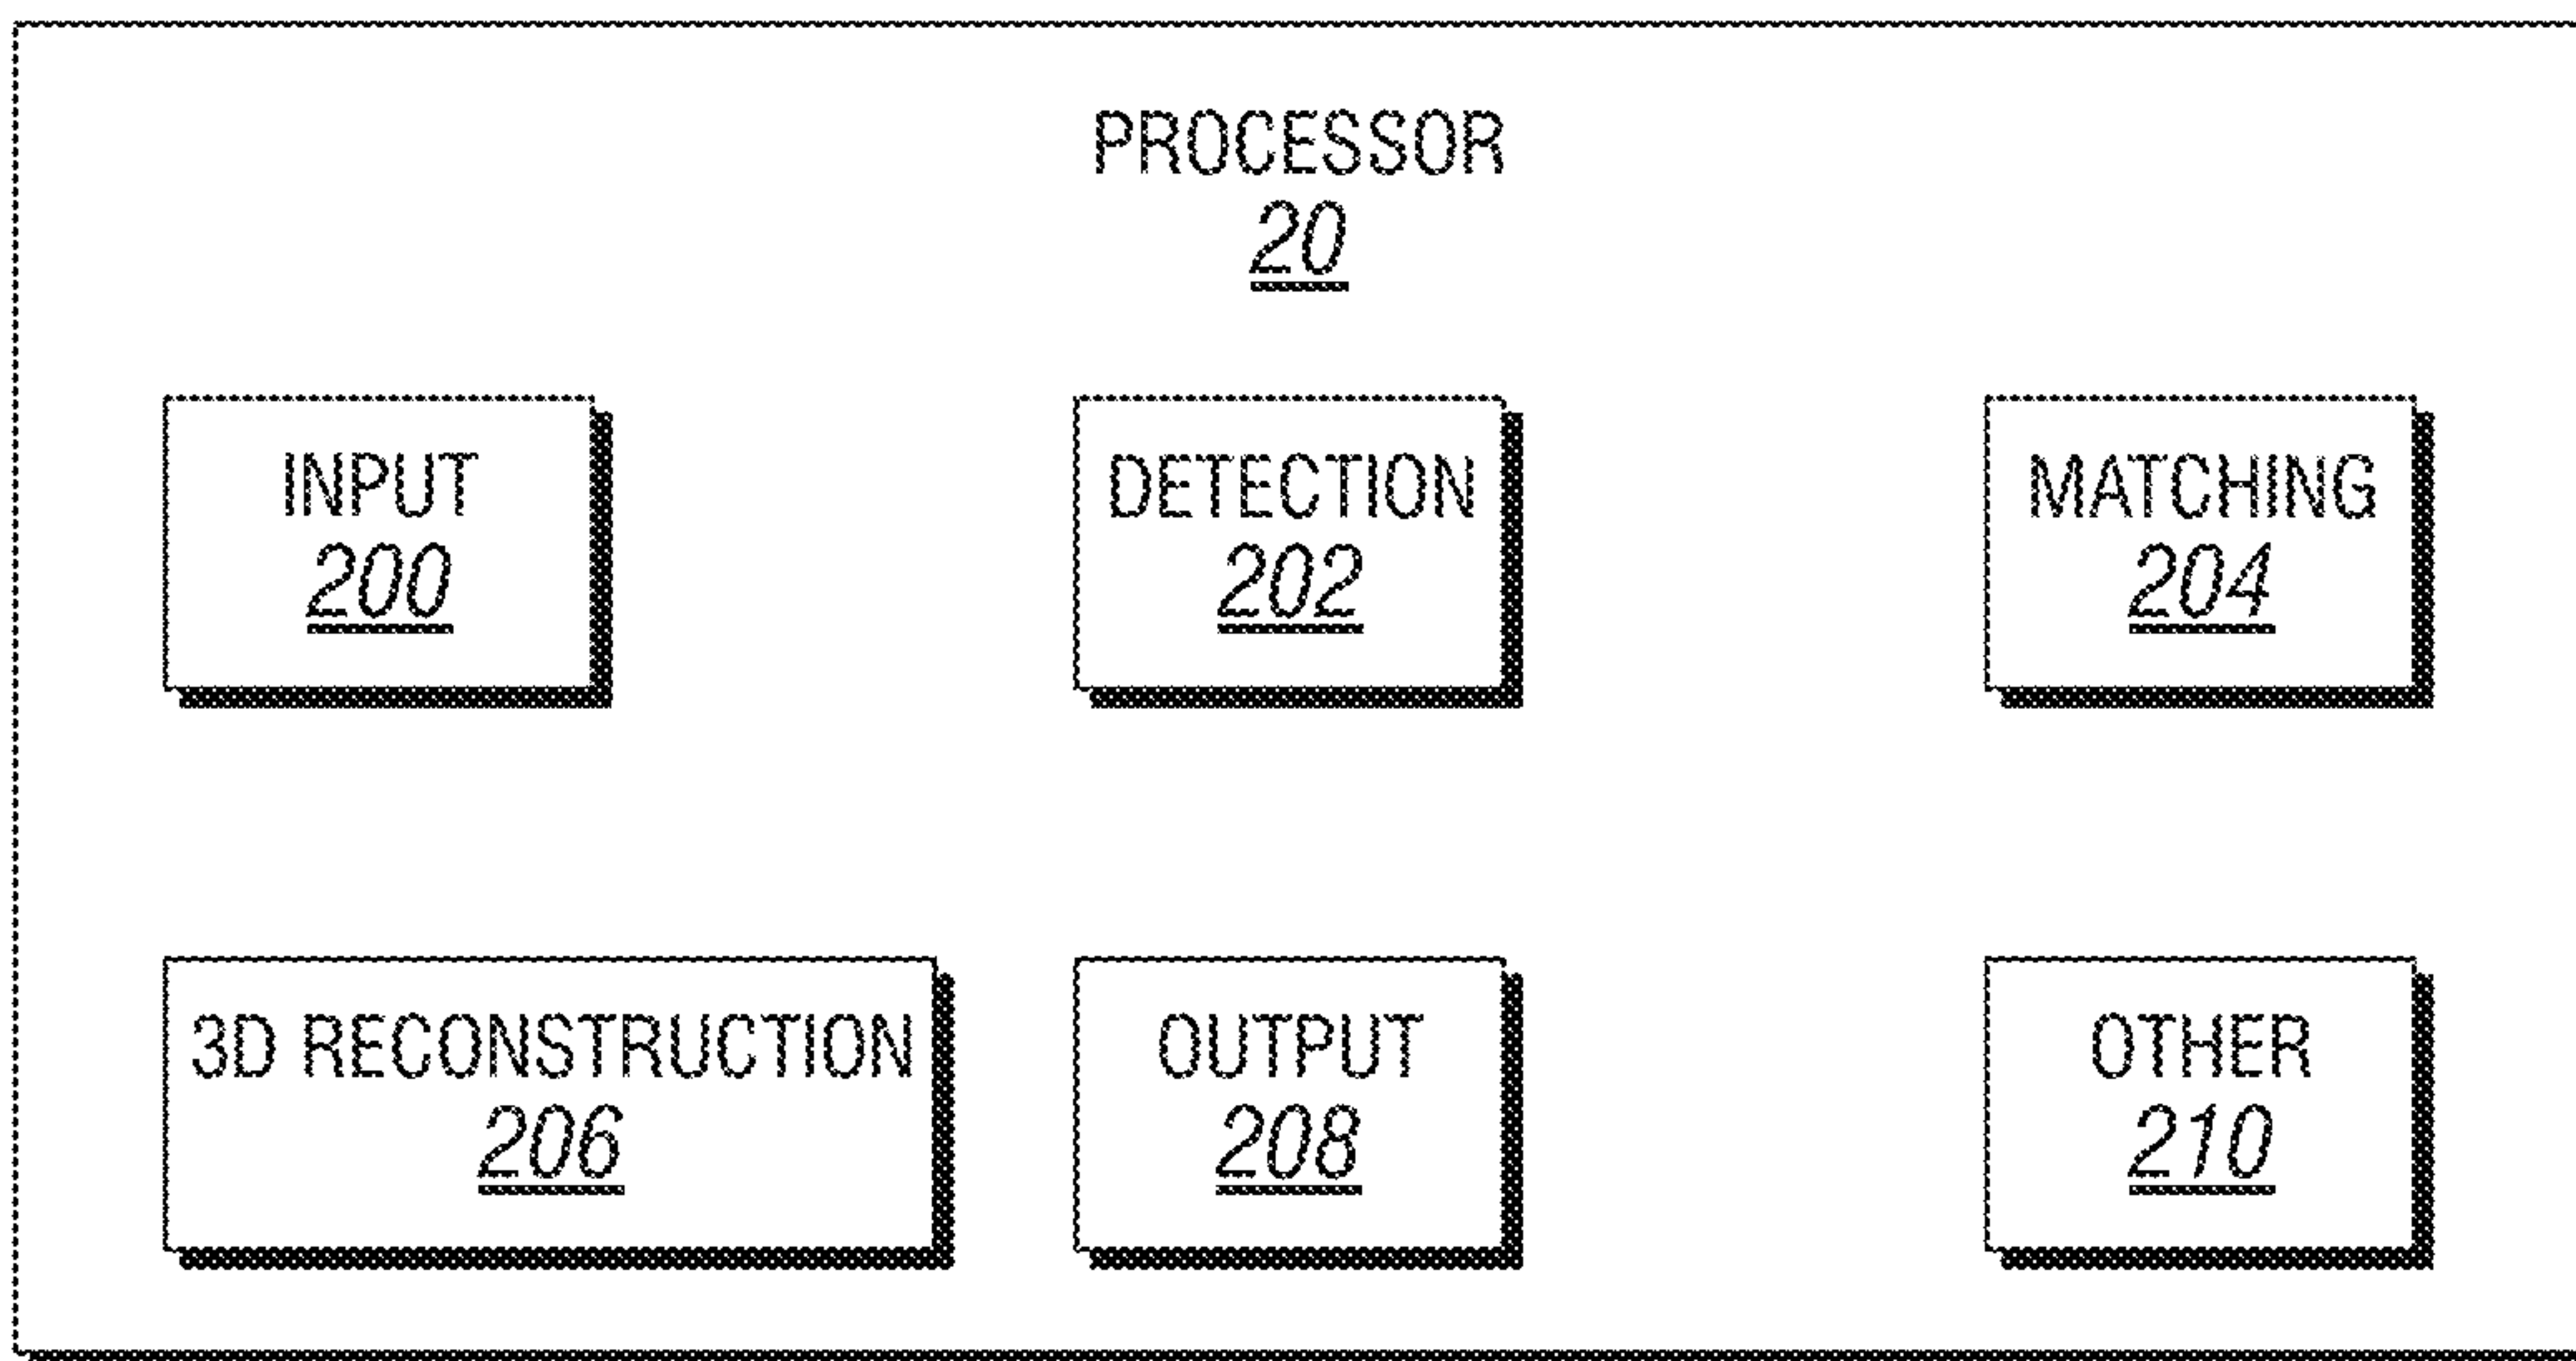 PROCESSOR
20
INPUT
200
DETECTION
202
MATCHING
204
3D RECONSTRUCTION
206
OUTPUT
208
OTHER
210